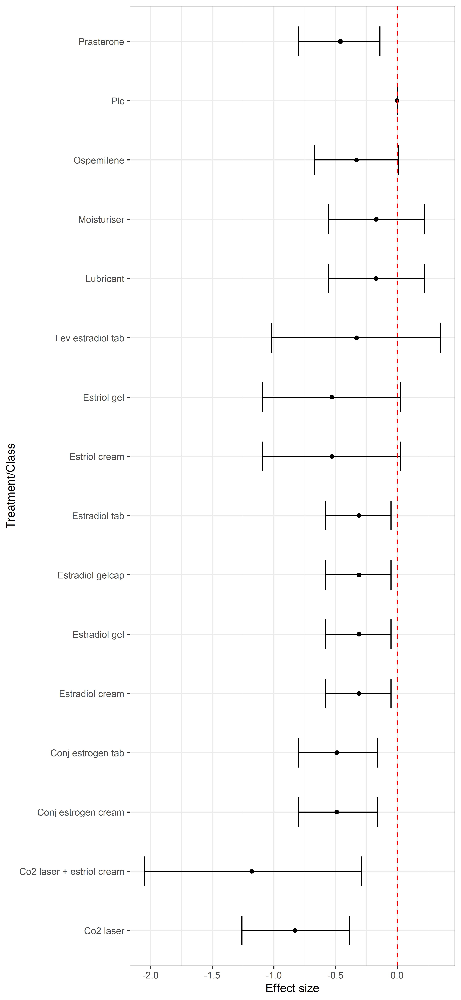 Treatment/Class
Prasterone
Plc
Ospemifene
Moisturiser
Lubricant
Lev estradiol tab
Estriol gel
Estriol cream
Estradiol tab
Estradiol gelcap
Estradiol gel
Estradiol cream
Conj estrogen tab
Conj estrogen cream
Co2 laser + estriol cream
Co2 laser
-2.0 -1.5 -1.0 -0.5 0.0
Effect size